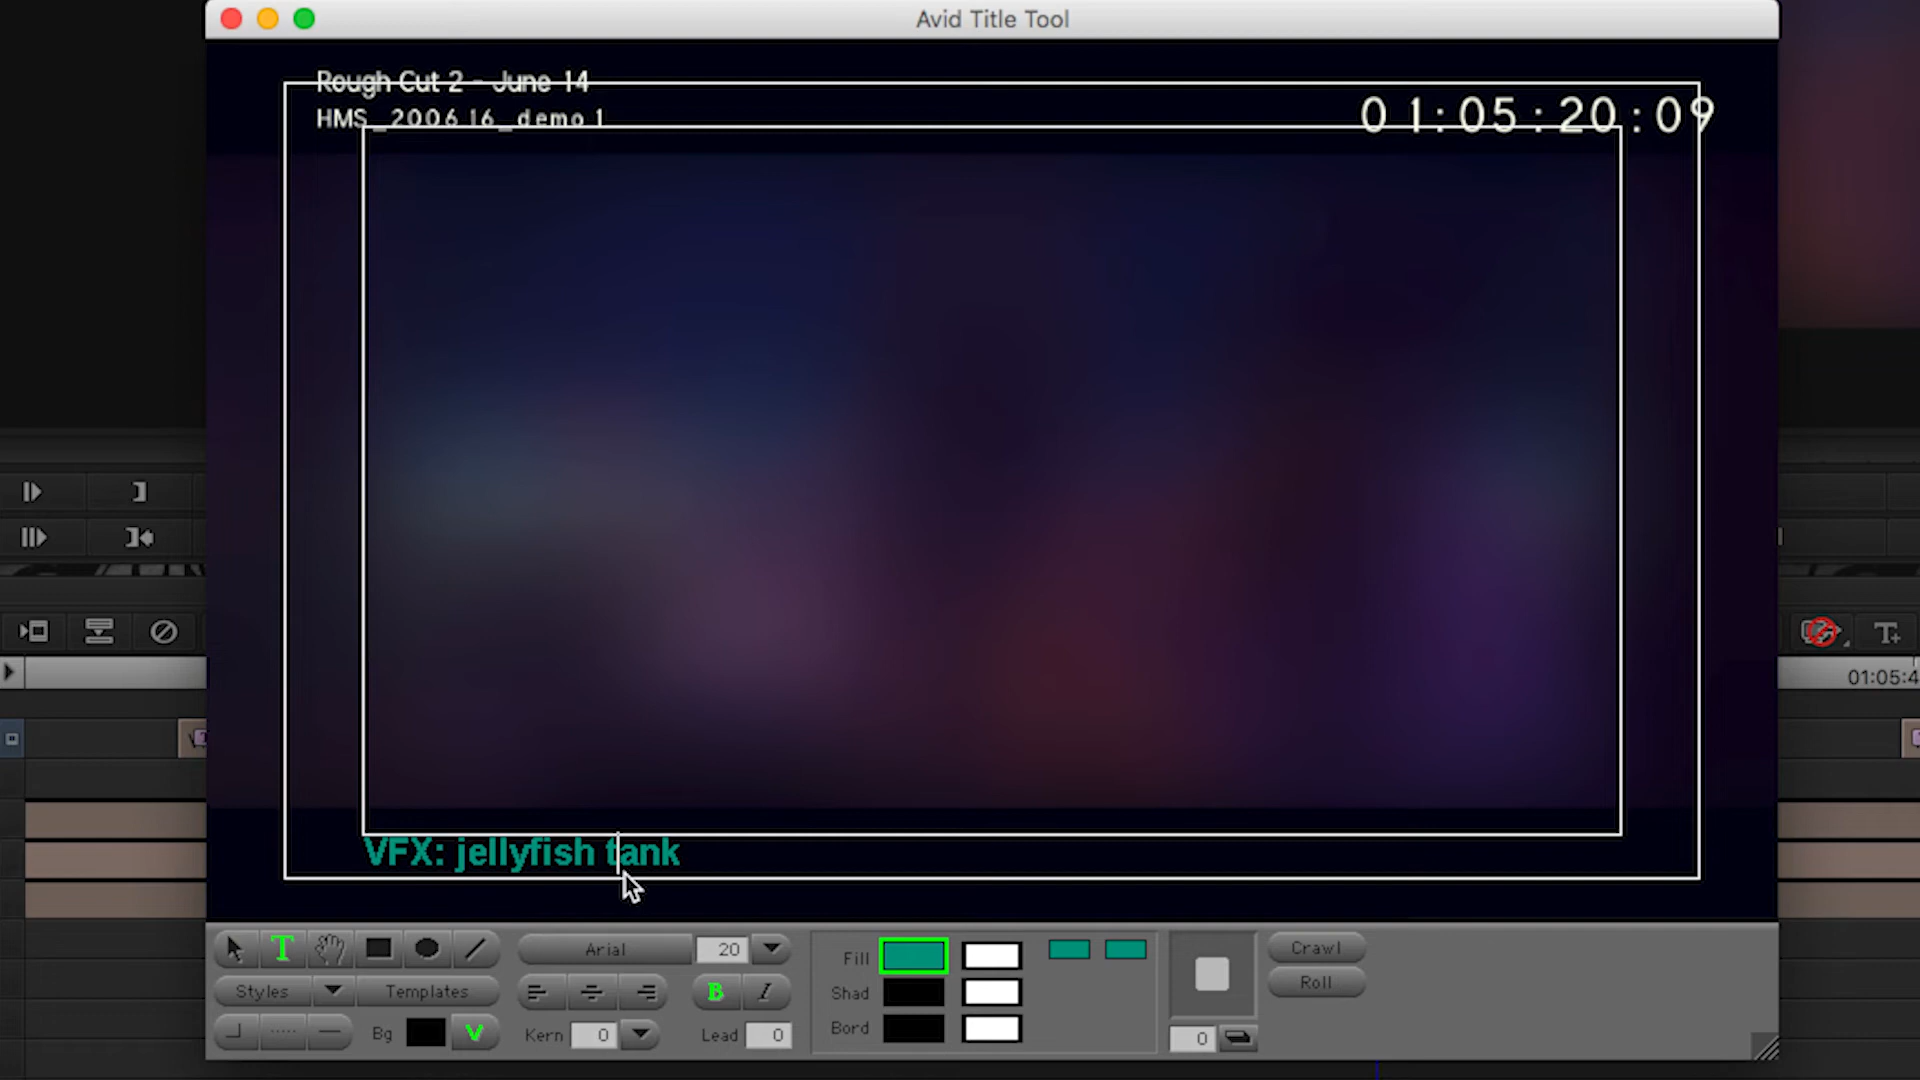 Avid Title Tool
Rough Cut 2 - June 14
HMS_200616_demo1
01:05:20:09
01:05:4
VFX: jellyfish tank
T
Arial
20
Fill
Crawl
Styles
Templates
B
I
Shad
Roll
Bg
V
Kern
0
Lead
0
Bord
0